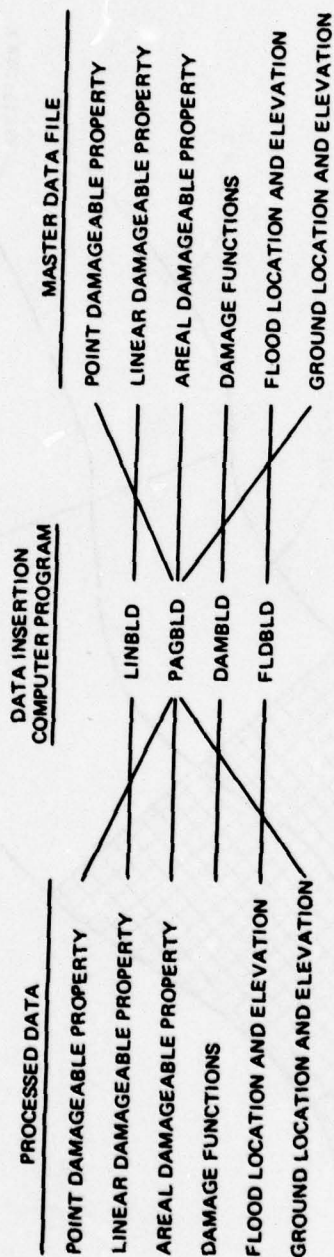 PROCESSED DATA
POINT DAMAGEABLE PROPERTY
LINEAR DAMAGEABLE PROPERTY
AREAL DAMAGEABLE PROPERTY
DAMAGE FUNCTIONS
FLOOD LOCATION AND ELEVATION
GROUND LOCATION AND ELEVATION
DATA INSERTION
COMPUTER PROGRAM
LINBLD
PAGBLD
DAMBLD
FLDBLD
MASTER DATA FILE
POINT DAMAGEABLE PROPERTY
LINEAR DAMAGEABLE PROPERTY
AREAL DAMAGEABLE PROPERTY
DAMAGE FUNCTIONS
FLOOD LOCATION AND ELEVATION
GROUND LOCATION AND ELEVATION